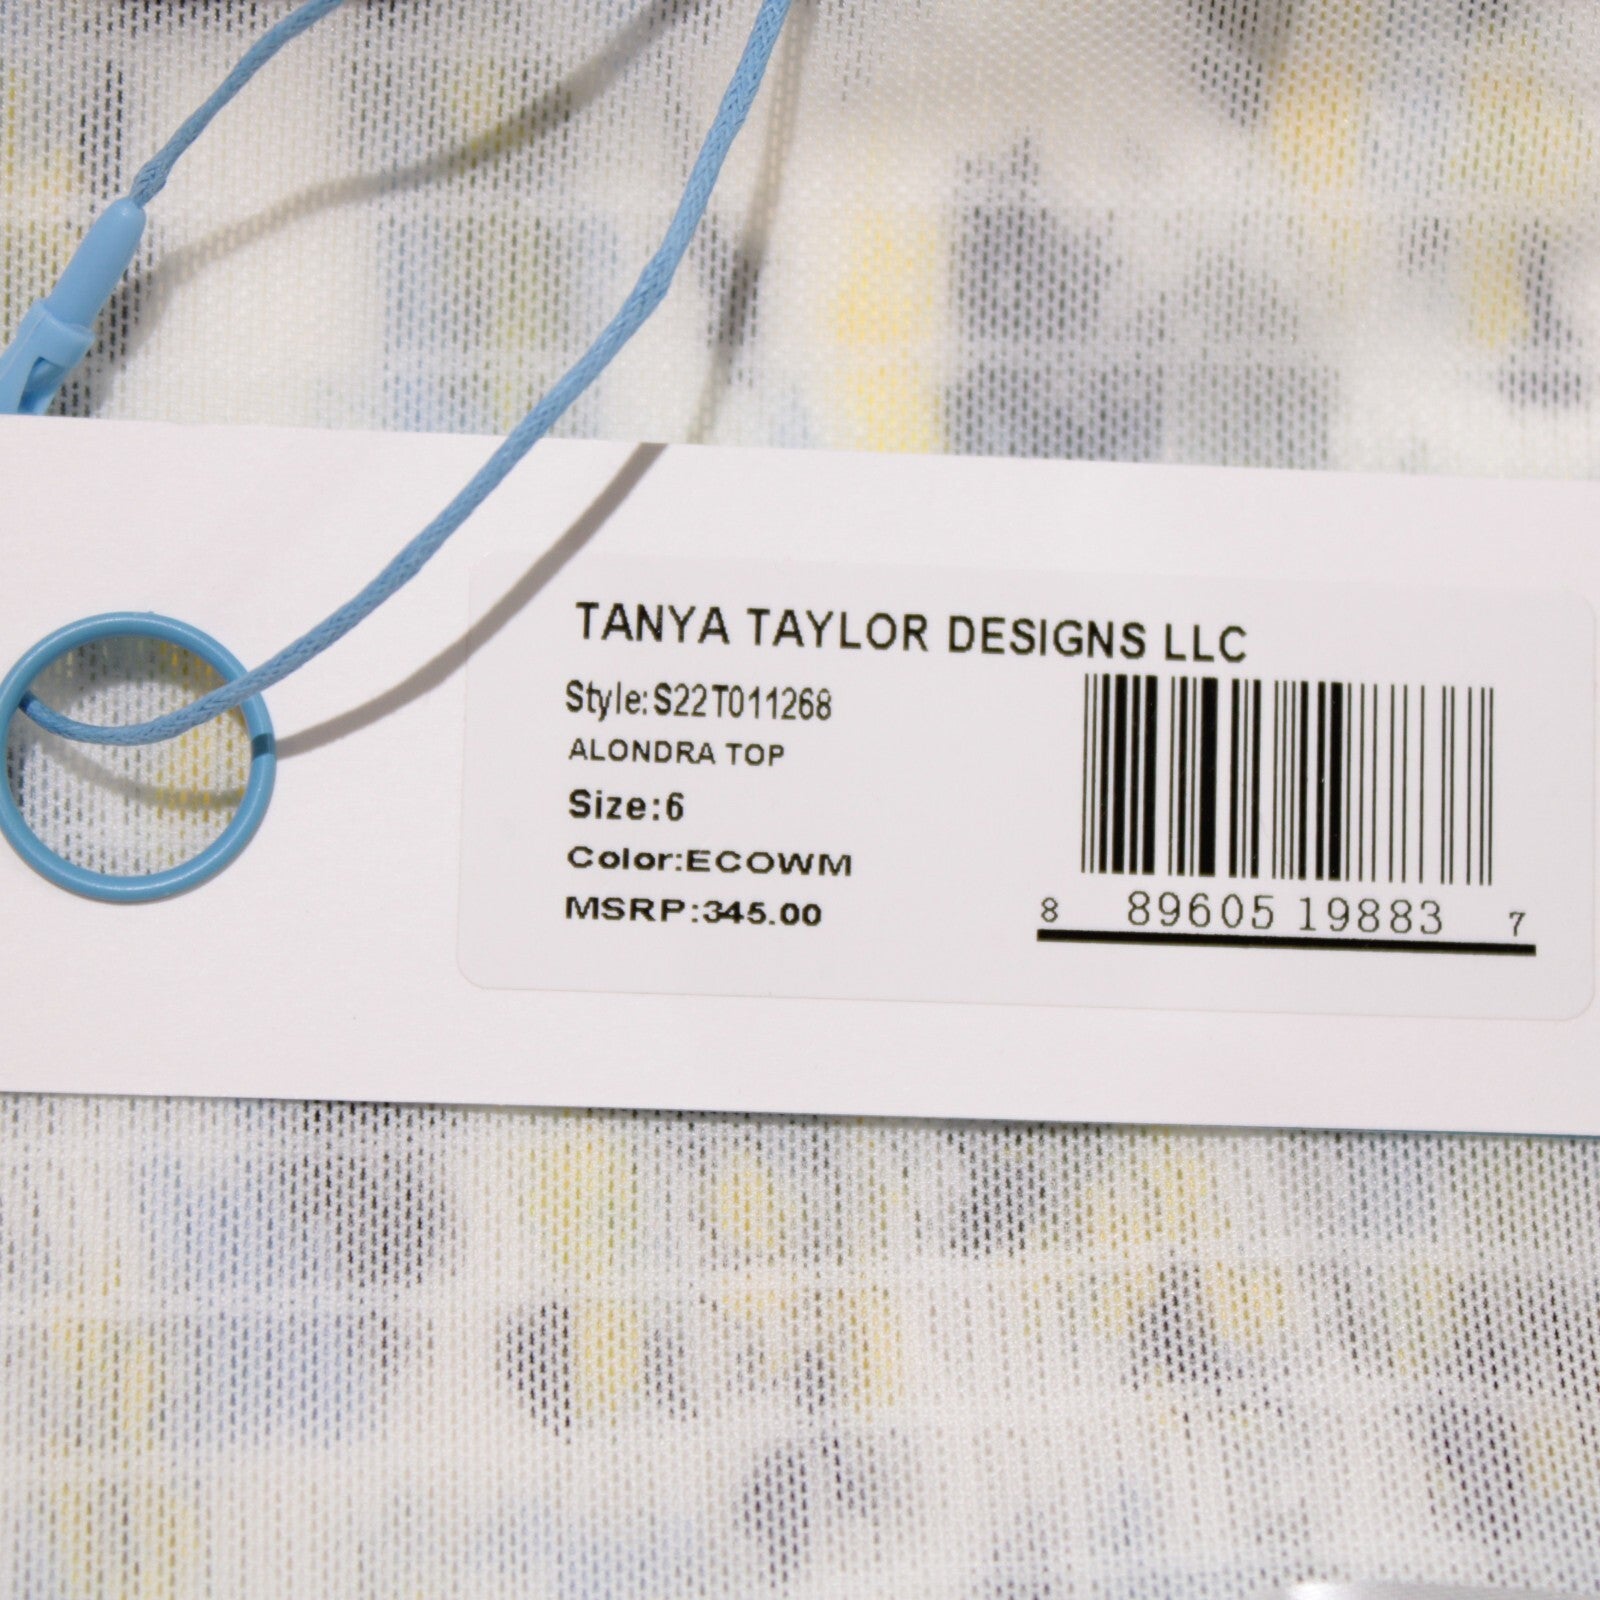 TANYA TAYLOR DESIGNS LLC
Style:S22T011268
ALONDRA TOP
Size:6
Color:ECOWM
MSRP:345.00
8 89605 19883 7